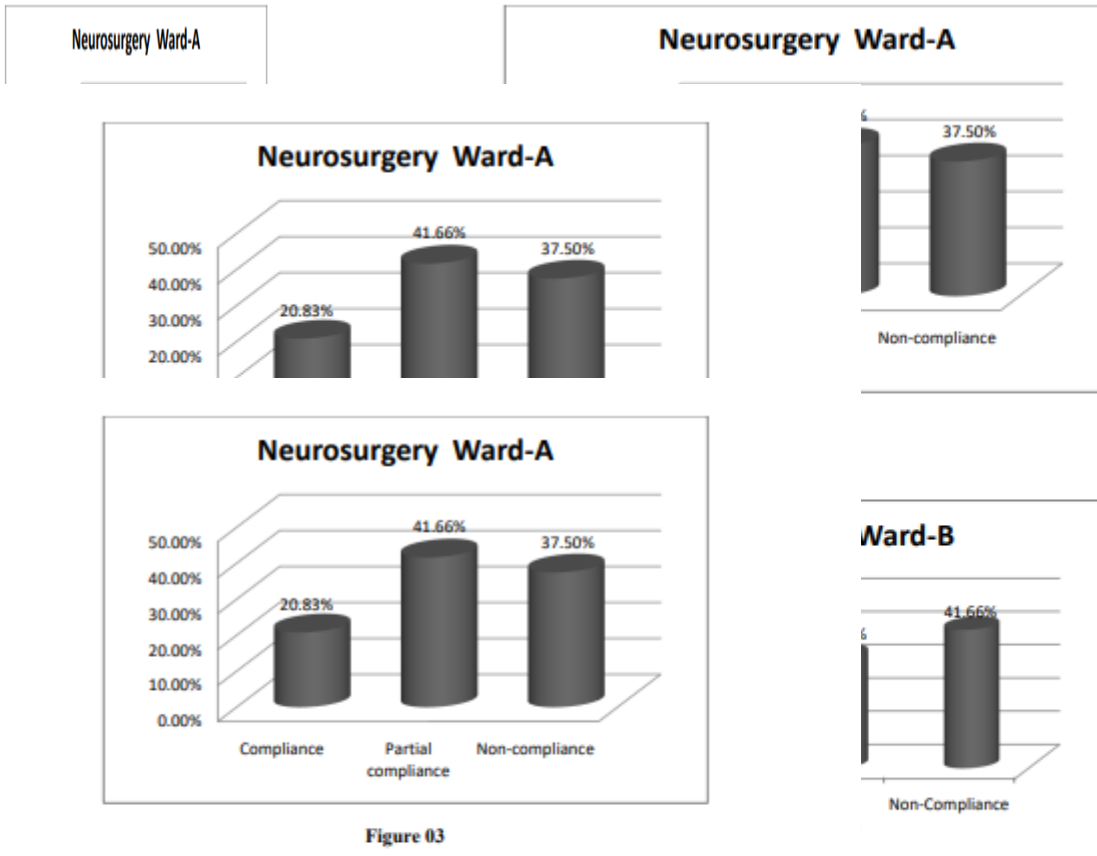 Neurosurgery Ward-A
Neurosurgery Ward-A
Neurosurgery Ward-A
41.66%
37.50%
20.83%
50.00%
40.00%
30.00%
20.00%
%
37.50%
Non-compliance
Neurosurgery Ward-A
41.66%
37.50%
20.83%
50.00%
40.00%
30.00%
20.00%
10.00%
0.00%
Compliance
Partial
compliance
Non-compliance
Figure 03
Ward-B
41.66%
%
Non-Compliance